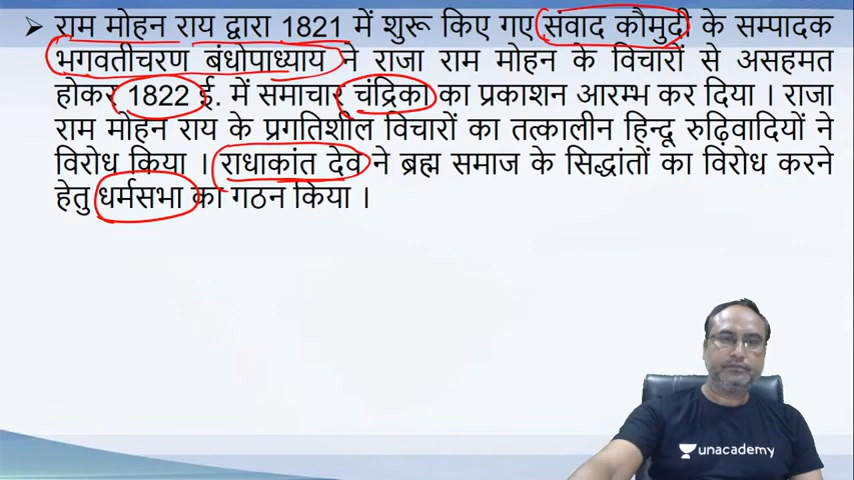 ➤ राम मोहन राय द्वारा 1821 में शुरू किए गए संवाद कौमुदी के सम्पादक
भगवतीचरण बंधोपाध्याय ने राजा राम मोहन के विचारों से असहमत
होकर 1822 ई. में समाचार चंद्रिका का प्रकाशन आरम्भ कर दिया । राजा
राम मोहन राय के प्रगतिशील विचारों का तत्कालीन हिन्दू रुढ़िवादियों ने
विरोध किया । राधाकांत देव ने ब्रह्म समाज के सिद्धांतों का विरोध करने
हेतु धर्मसभा का गठन किया ।
unacademy